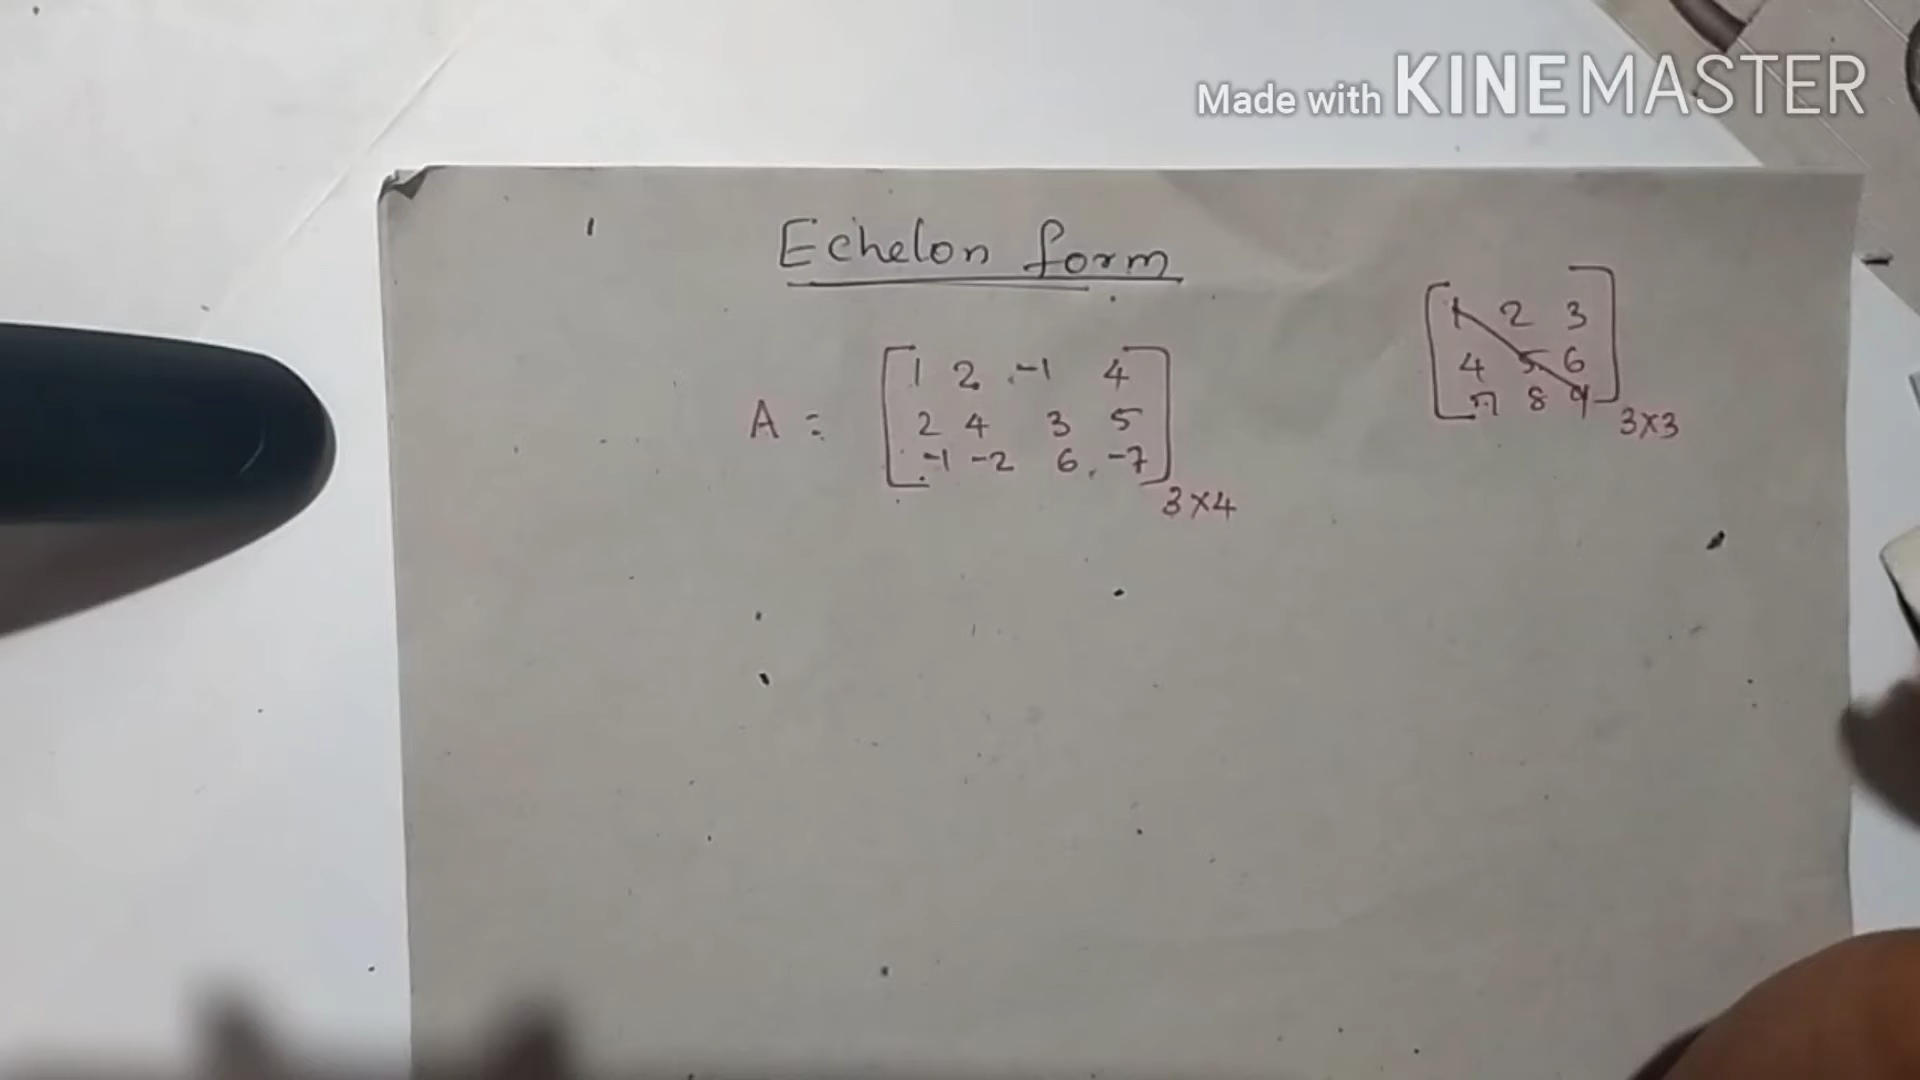 Made with KINEMASTER
Echelon form
A = [1 2 -1 4
2 4 3 5
-1 -2 6 -7] 3×4
[1 2 3
4 5 6
7 8 9] 3×3